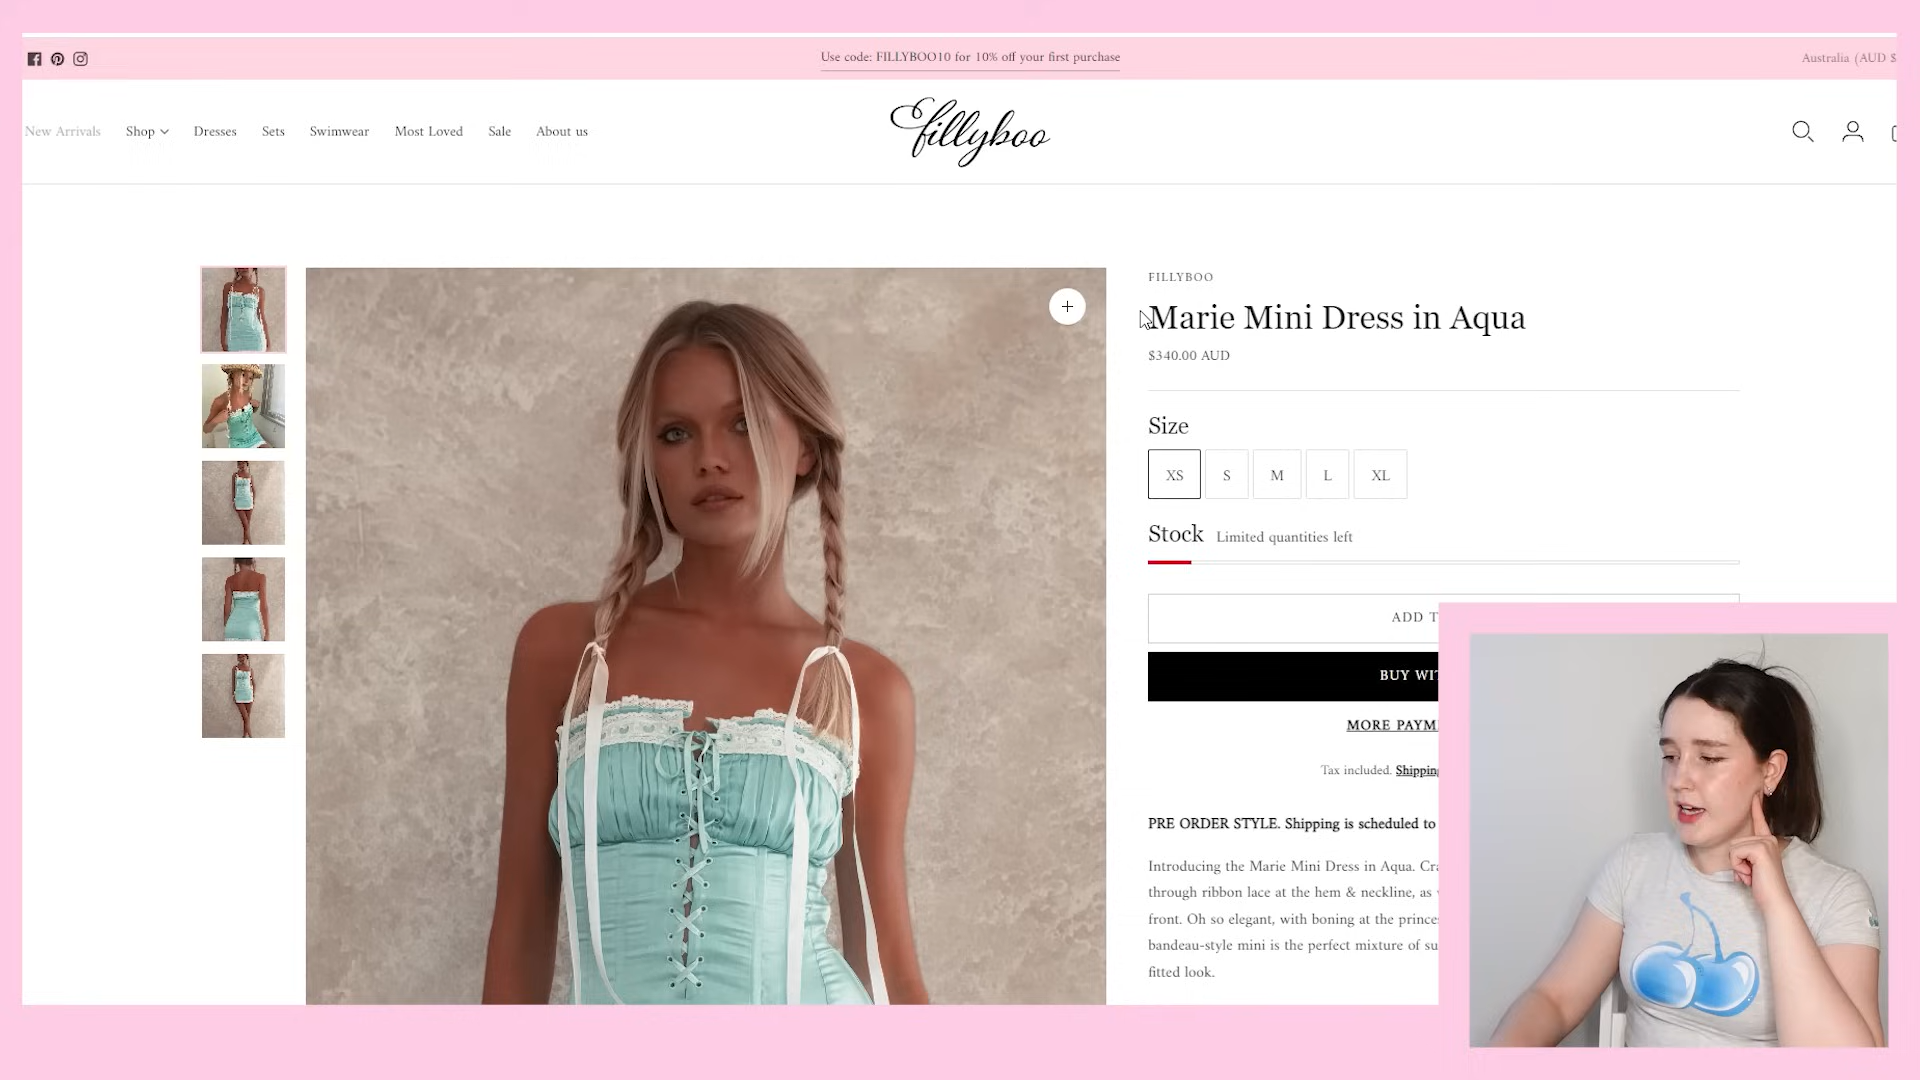 Use code: FILLYBOO10 for 10% off your first purchase
Australia (AUD $
New Arrivals
Shop
Dresses
Sets
Swimwear
Most Loved
Sale
About us
fillyboo
FILLYBOO
Marie Mini Dress in Aqua
$340.00 AUD
Size
XS
S
M
L
XL
Stock
Limited quantities left
ADD T
BUY WIT
MORE PAYM
Tax included. Shipping
PRE ORDER STYLE. Shipping is scheduled to
Introducing the Marie Mini Dress in Aqua. Cra
through ribbon lace at the hem & neckline, as
front. Oh so elegant, with boning at the prince
bandeau-style mini is the perfect mixture of su
fitted look.